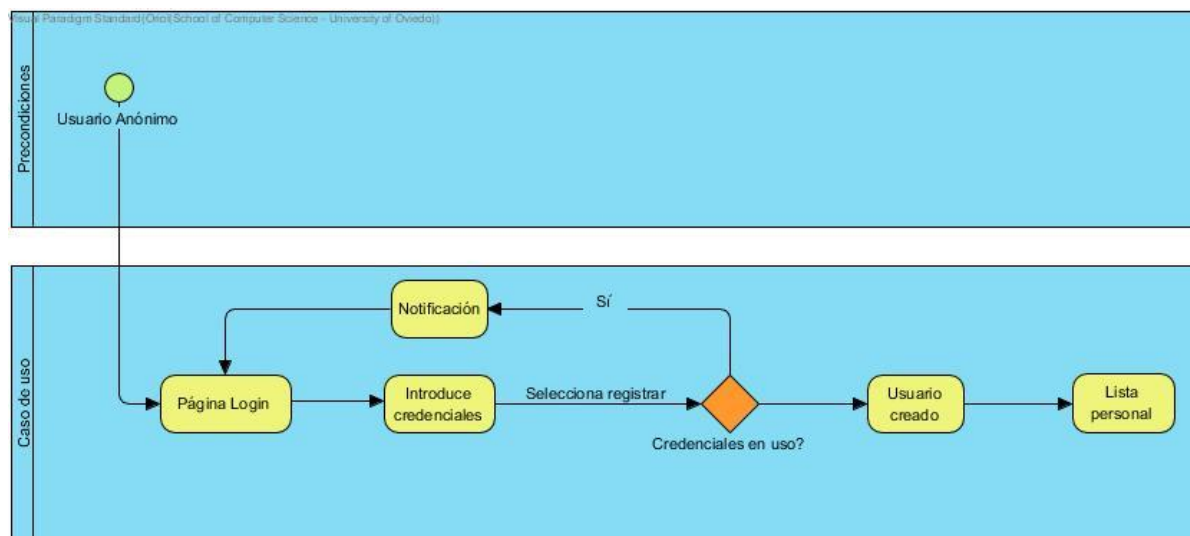 Visual Paradigm Standard(Oriol(School of Computer Science - University of Oviedo))
Precondiciones
Usuario Anónimo
Caso de uso
Notificación
Sí
Página Login
Introduce
credenciales
Selecciona registrar
Credenciales en uso?
Usuario
creado
Lista
personal